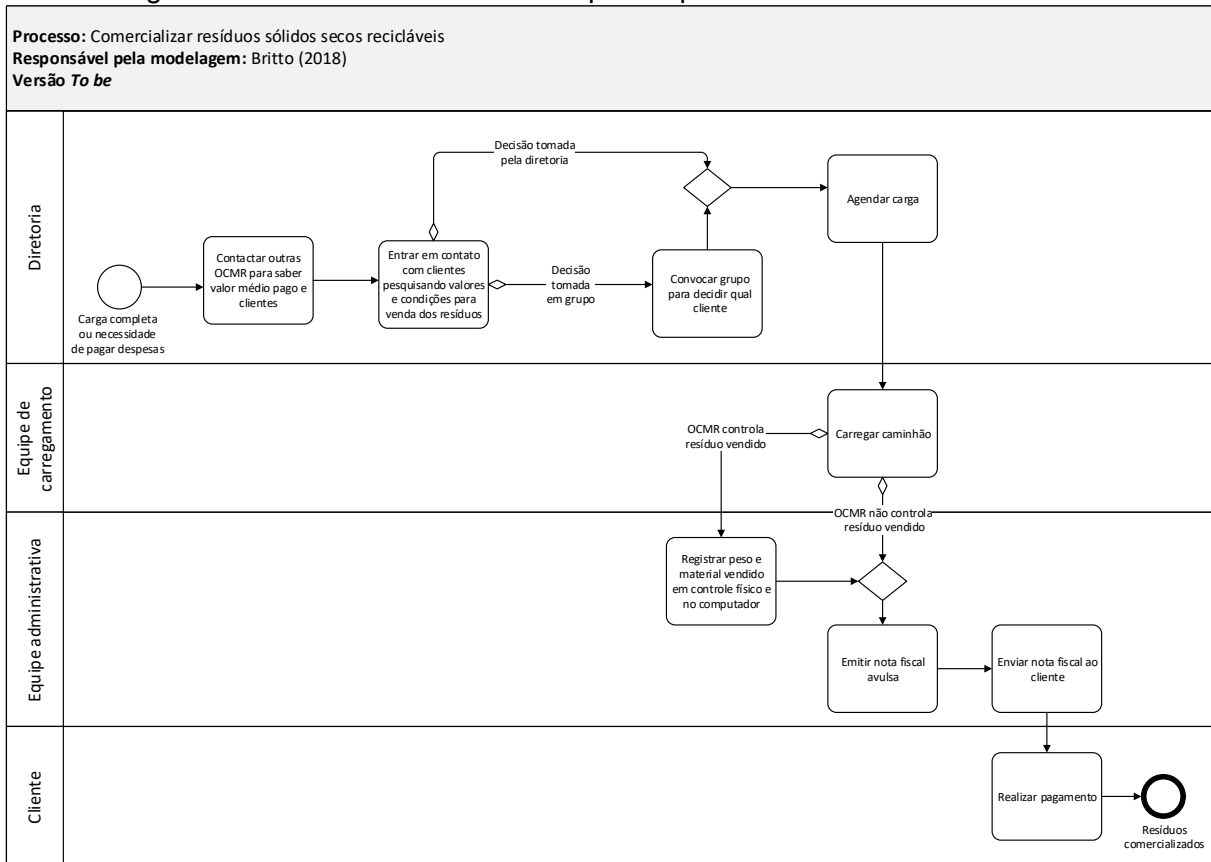 Processo: Comercializar resíduos sólidos secos recicláveis
Responsável pela modelagem: Britto (2018)
Versão To be
Diretoria
Carga completa
ou necessidade
de pagar despesas
Contactar outras
OCMR para saber
valor médio pago e
clientes
Entrar em contato
com clientes
pesquisando valores
e condições para
venda dos resíduos
Decisão tomada
pela diretoria
Decisão
tomada
em grupo
Convocar grupo
para decidir qual
cliente
Agendar carga
Equipe de
carregamento
OCMR controla
resíduo vendido
Carregar caminhão
OCMR não controla
resíduo vendido
Equipe administrativa
Registrar peso e
material vendido
em controle físico e
no computador
Emitir nota fiscal
avulsa
Enviar nota fiscal ao
cliente
Cliente
Realizar pagamento
Resíduos
comercializados